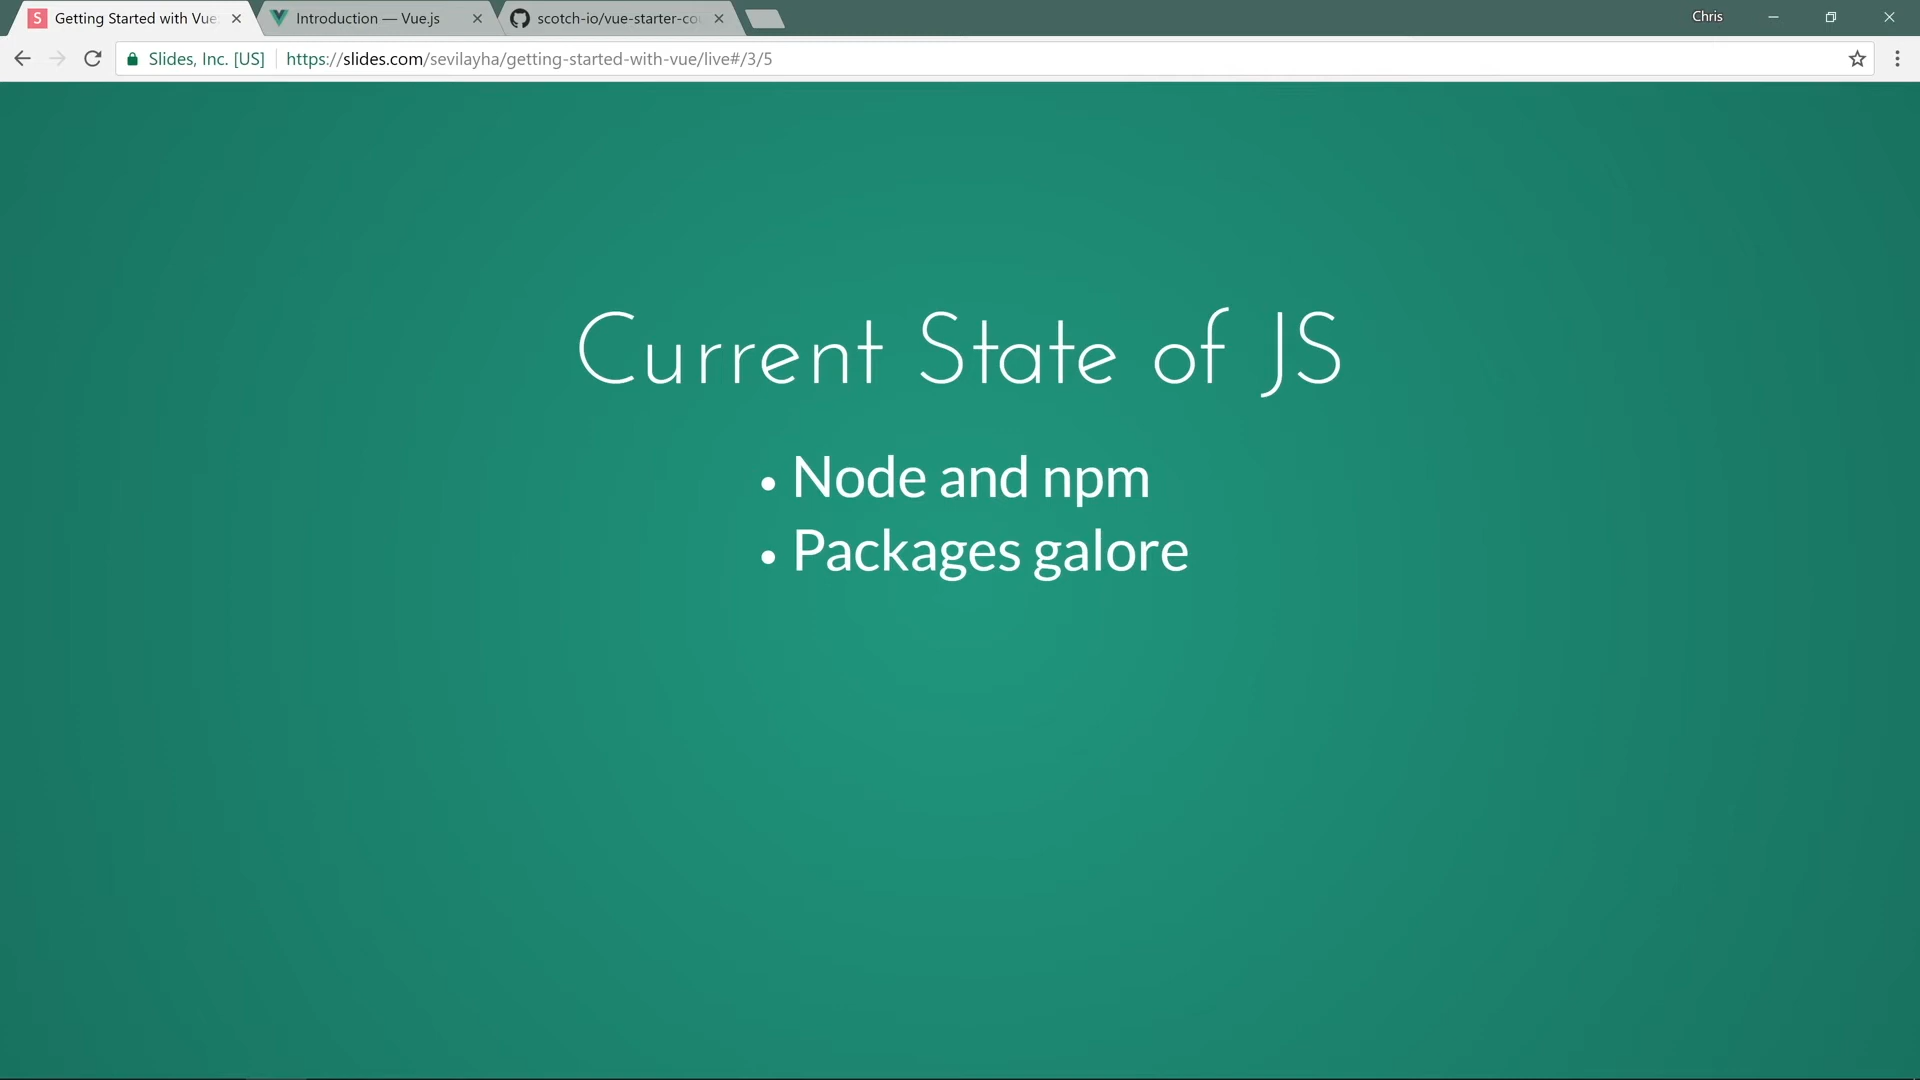 Getting Started with Vue
Introduction — Vue.js
scotch-io/vue-starter-co
Chris
Slides, Inc. [US]
https://slides.com/sevilayha/getting-started-with-vue/live#/3/5
Current State of JS
• Node and npm
• Packages galore